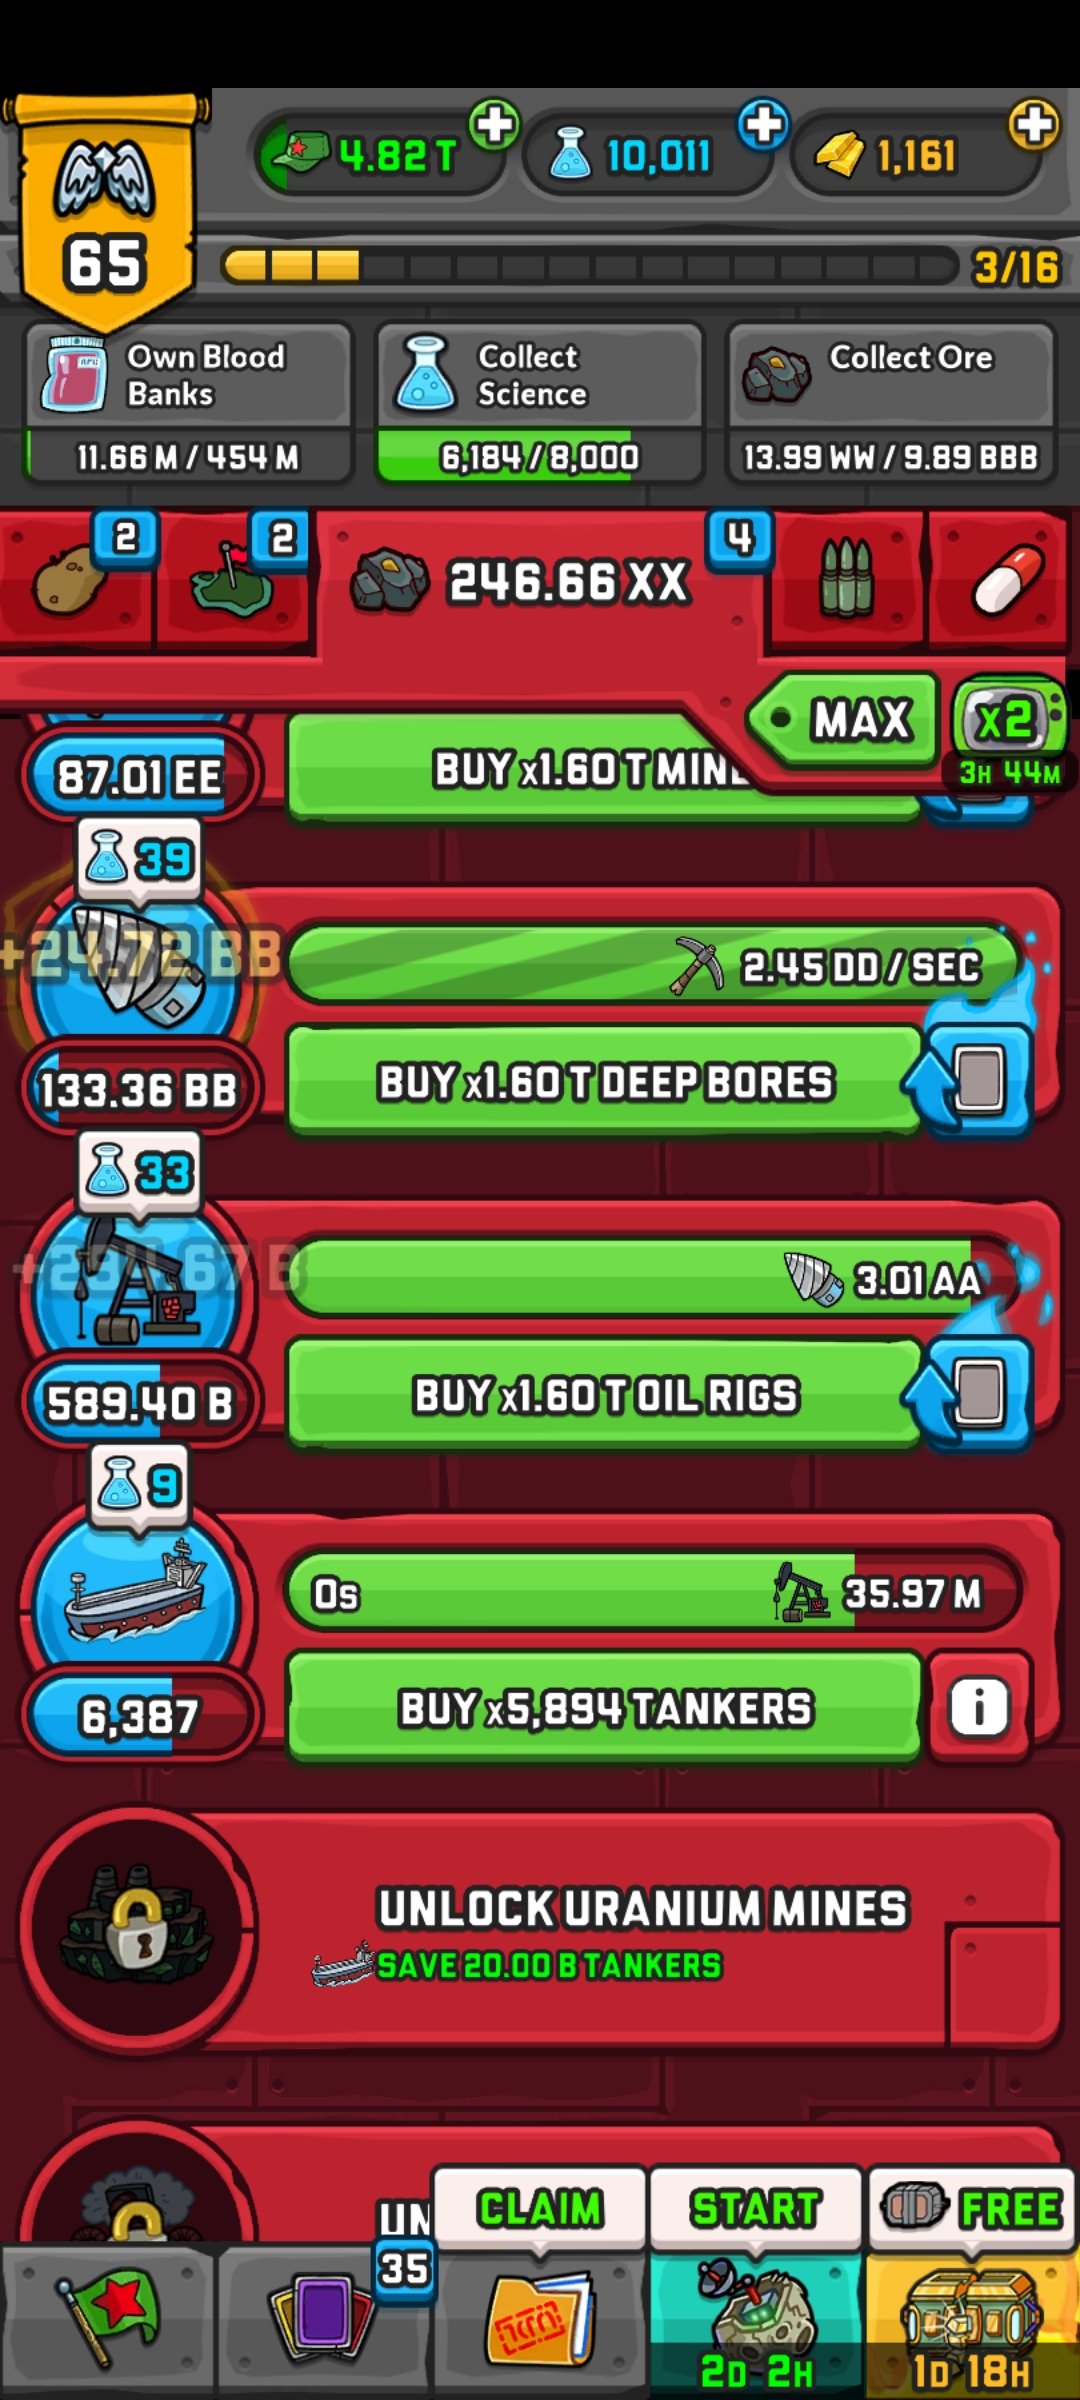 4.82 T
10,011
1,161
65
3/16
Own Blood
Banks
11.66 M / 454 M
Collect
Science
6,184 / 8,000
Collect Ore
13.99 WW / 9.89 BBB
2
2
246.66 XX
4
MAX
x2
3H 44M
87.01 EE
BUY x1.60 T
39
+24.72 BB
2.45 DD / SEC
133.36 BB
BUY x1.60 T DEEP BORES
33
3.01 AA
589.40 B
BUY x1.60 T OIL RIGS
9
0s
35.97 M
6,387
BUY x5,894 TANKERS
i
UNLOCK URANIUM MINES
SAVE 20.00 B TANKERS
CLAIM
START
FREE
35
2D 2H
1D 18H